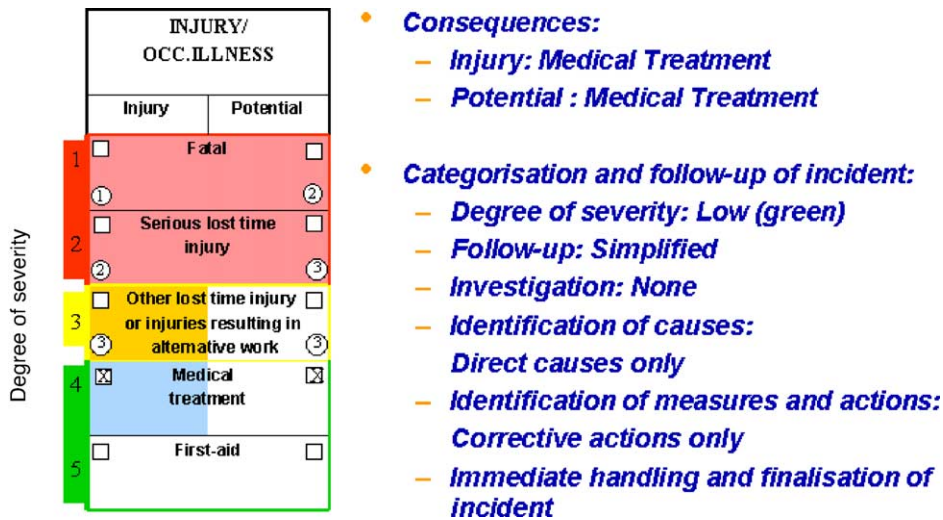 INJURY/
OCC.ILLNESS
Injury Potential
Degree of severity
1
Fatal
1 2
2
Serious lost time
injury
2 3
3
Other lost time injury
or injuries resulting in
alternative work
3 3
4
X Medical X
treatment
5
First-aid
• Consequences:
– Injury: Medical Treatment
– Potential : Medical Treatment
• Categorisation and follow-up of incident:
– Degree of severity: Low (green)
– Follow-up: Simplified
– Investigation: None
– Identification of causes:
Direct causes only
– Identification of measures and actions:
Corrective actions only
– Immediate handling and finalisation of
incident